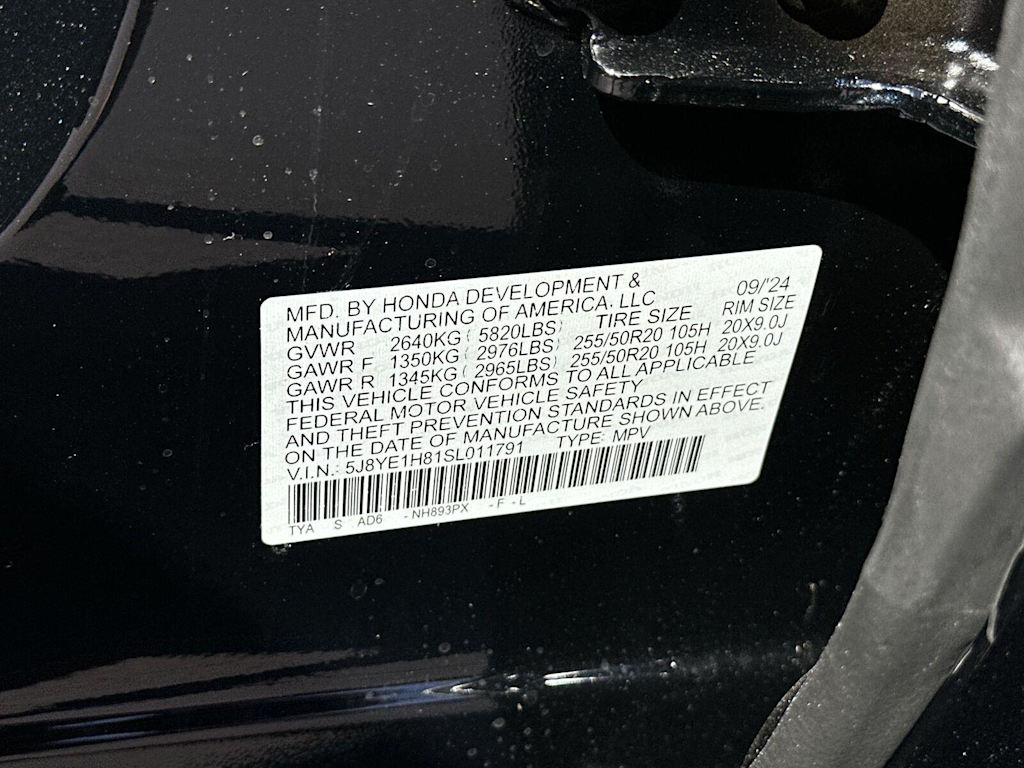 MFD. BY HONDA DEVELOPMENT & 09/'24
MANUFACTURING OF AMERICA, LLC RIM SIZE
GVWR 2640KG ( 5820LBS) TIRE SIZE
GAWR F 1350KG ( 2976LBS) 255/50R20 105H 20X9.0J
GAWR R 1345KG ( 2965LBS) 255/50R20 105H 20X9.0J
THIS VEHICLE CONFORMS TO ALL APPLICABLE
FEDERAL MOTOR VEHICLE SAFETY
AND THEFT PREVENTION STANDARDS IN EFFECT
ON THE DATE OF MANUFACTURE SHOWN ABOVE.
V.I.N.: 5J8YE1H81SL011791 TYPE: MPV
TYA S AD6 -NH893PX -F -L